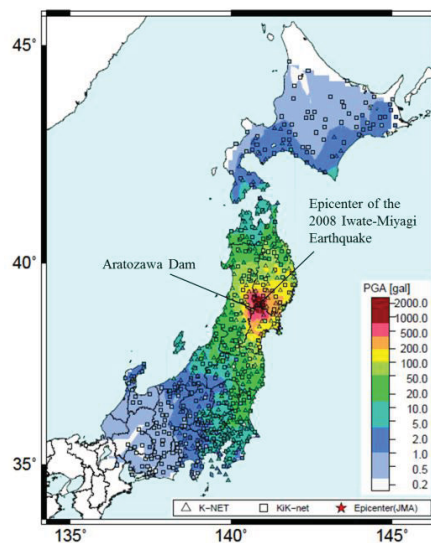 45°
Epicenter of the
2008 Iwate-Miyagi
Earthquake
Aratozawa Dam
40°
PGA [gal]
2000.0
1000.0
500.0
200.0
100.0
50.0
20.0
10.0
5.0
2.0
1.0
0.5
0.2
35°
K-NET
KiK-net
Epicenter(JMA)
135°
140°
145°